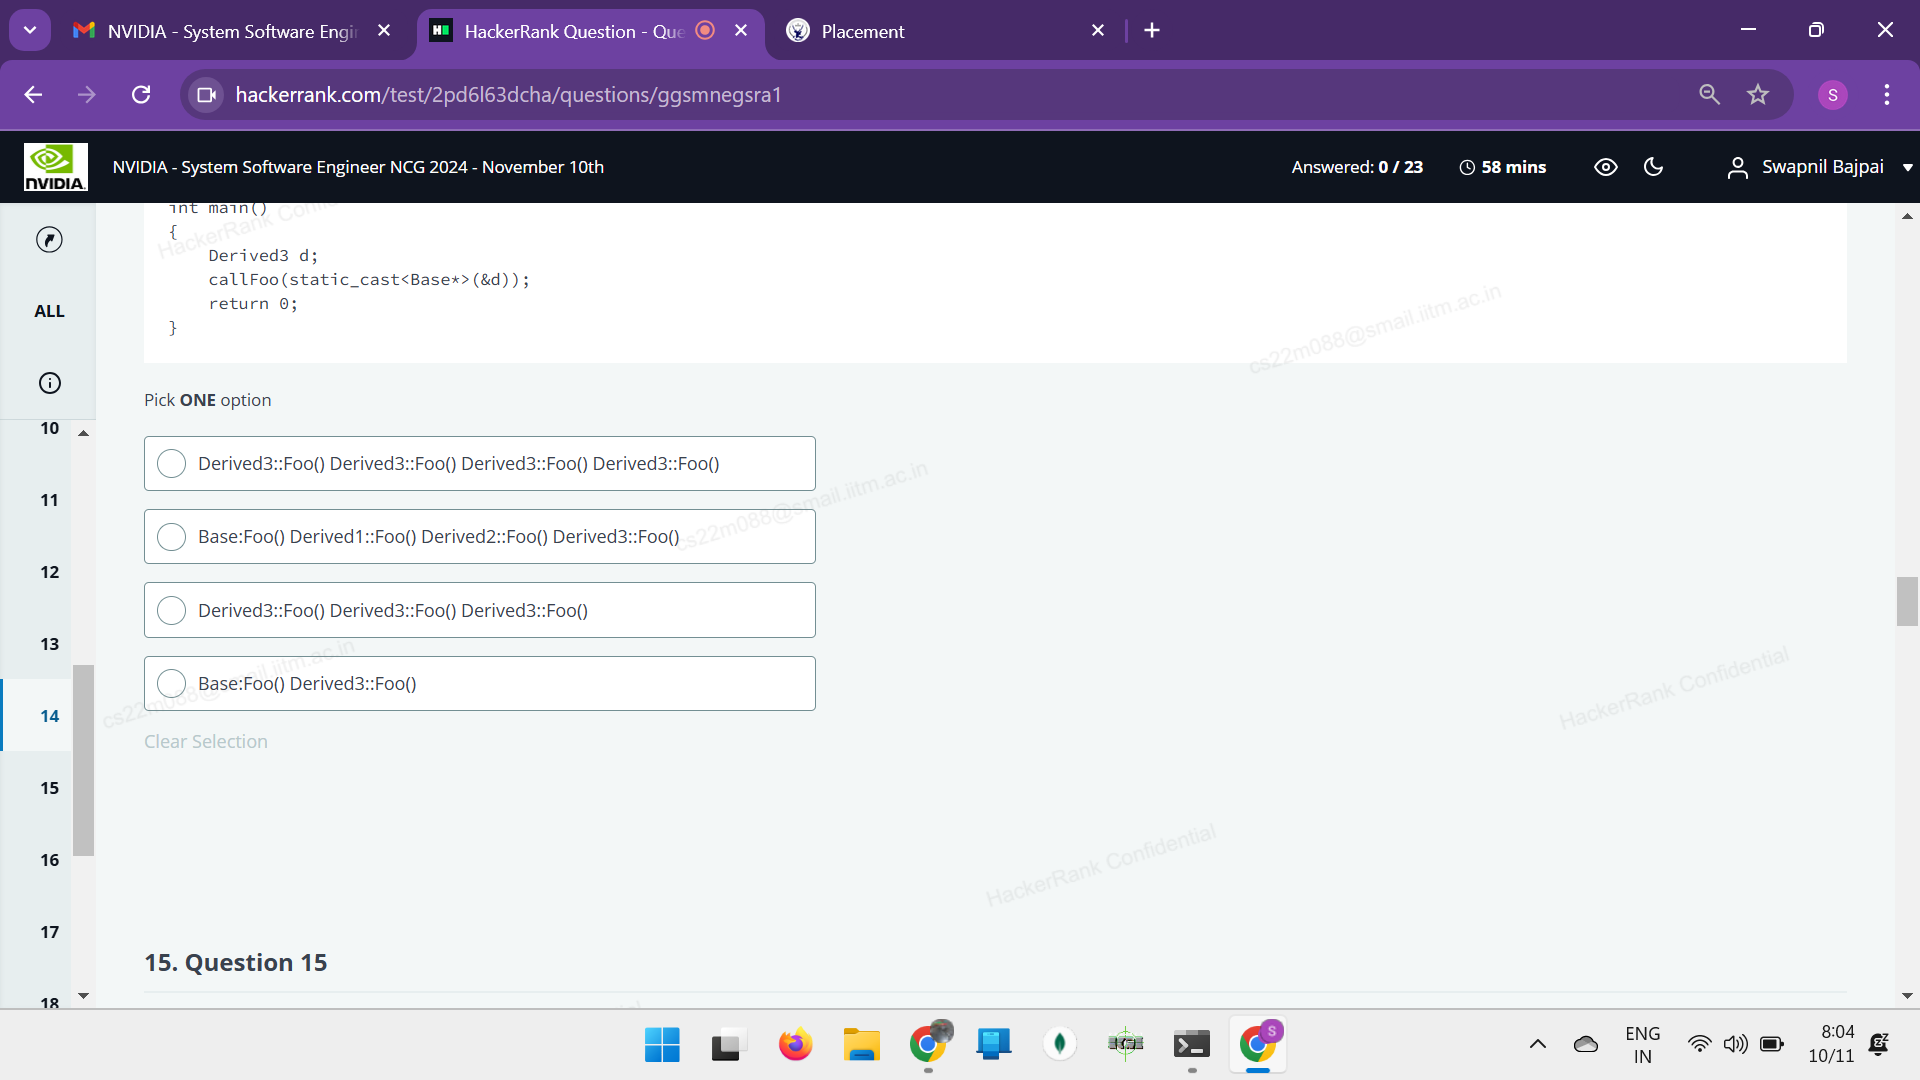 NVIDIA - System Software Engin
HackerRank Question - Que
Placement
hackerrank.com/test/2pd6l63dcha/questions/ggsmnegsra1
S
NVIDIA
NVIDIA - System Software Engineer NCG 2024 - November 10th
Answered: 0 / 23
58 mins
Swapnil Bajpai
ALL
10
11
12
13
14
15
16
17
18
int main()
{
Derived3 d;
callFoo(static_cast<Base*>(&d));
return 0;
}
HackerRank Confid
cs22m088@smail.iitm.ac.in
Pick ONE option
Derived3::Foo() Derived3::Foo() Derived3::Foo() Derived3::Foo()
Base:Foo() Derived1::Foo() Derived2::Foo() Derived3::Foo()
cs22m088@smail.iitm.ac.in
Derived3::Foo() Derived3::Foo() Derived3::Foo()
Base:Foo() Derived3::Foo()
cs22m088@smail.iitm.ac.in
HackerRank Confidential
Clear Selection
HackerRank Confidential
15. Question 15
S
ENG
IN
8:04
10/11